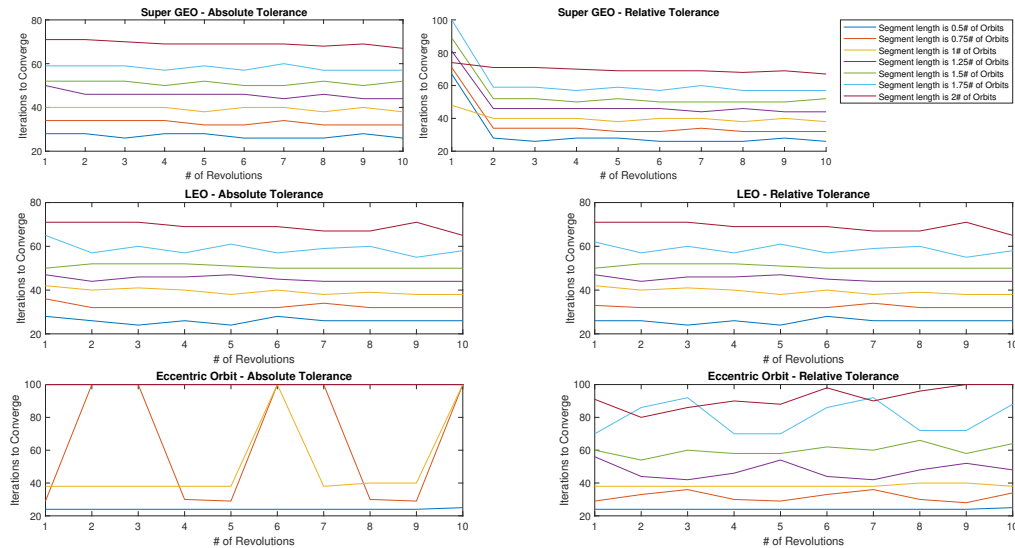 Super GEO - Absolute Tolerance
80
60
40
20
Iterations to Converge
1 2 3 4 5 6 7 8 9 10
# of Revolutions
Super GEO - Relative Tolerance
100
80
60
40
20
Iterations to Converge
1 2 3 4 5 6 7 8 9 10
# of Revolutions
Segment length is 0.5# of Orbits
Segment length is 0.75# of Orbits
Segment length is 1# of Orbits
Segment length is 1.25# of Orbits
Segment length is 1.5# of Orbits
Segment length is 1.75# of Orbits
Segment length is 2# of Orbits
LEO - Absolute Tolerance
80
60
40
20
Iterations to Converge
1 2 3 4 5 6 7 8 9 10
# of Revolutions
LEO - Relative Tolerance
80
60
40
20
Iterations to Converge
1 2 3 4 5 6 7 8 9 10
# of Revolutions
Eccentric Orbit - Absolute Tolerance
100
80
60
40
20
Iterations to Converge
1 2 3 4 5 6 7 8 9 10
# of Revolutions
Eccentric Orbit - Relative Tolerance
100
80
60
40
20
Iterations to Converge
1 2 3 4 5 6 7 8 9 10
# of Revolutions